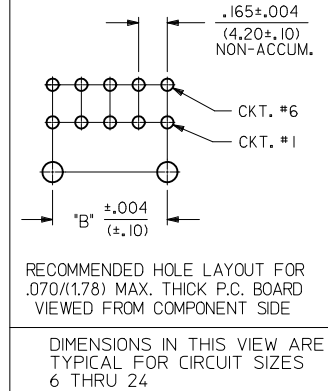 .165±.004
(4.20±.10)
NON-ACCUM.
CKT. #6
CKT. #1
"B" ±.004
(±.10)
RECOMMENDED HOLE LAYOUT FOR
.070/(1.78) MAX. THICK P.C. BOARD
VIEWED FROM COMPONENT SIDE
DIMENSIONS IN THIS VIEW ARE
TYPICAL FOR CIRCUIT SIZES
6 THRU 24